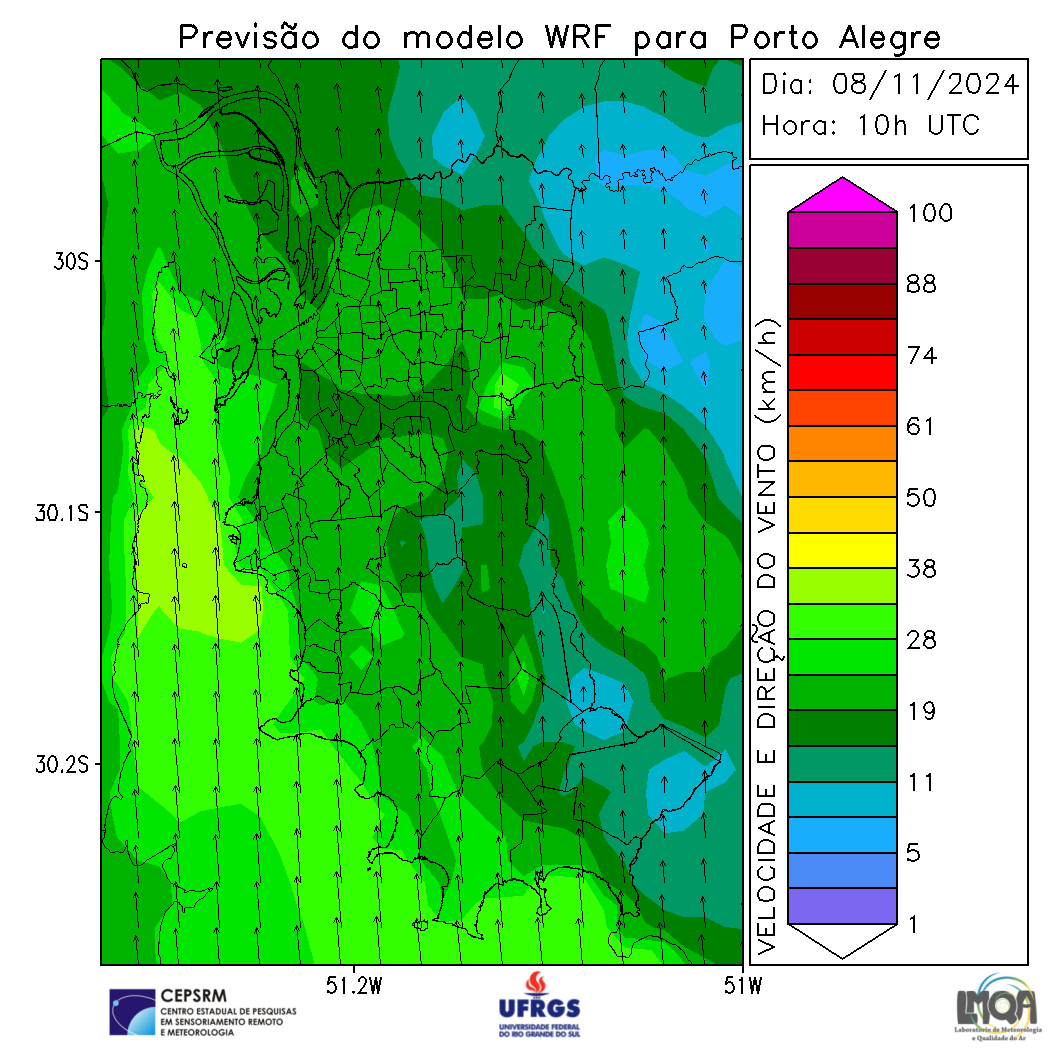 Previsão do modelo WRF para Porto Alegre
Dia: 08/11/2024
Hora: 10h UTC
30S
30.1S
30.2S
51.2W
51W
VELOCIDADE E DIREÇÃO DO VENTO (km/h)
100
88
74
61
50
38
28
19
11
5
1
CEPSRM
CENTRO ESTADUAL DE PESQUISAS
EM SENSORIAMENTO REMOTO
E METEOROLOGIA
UFRGS
UNIVERSIDADE FEDERAL
DO RIO GRANDE DO SUL
LMQA
Laboratório de Meteorologia
e Qualidade do Ar